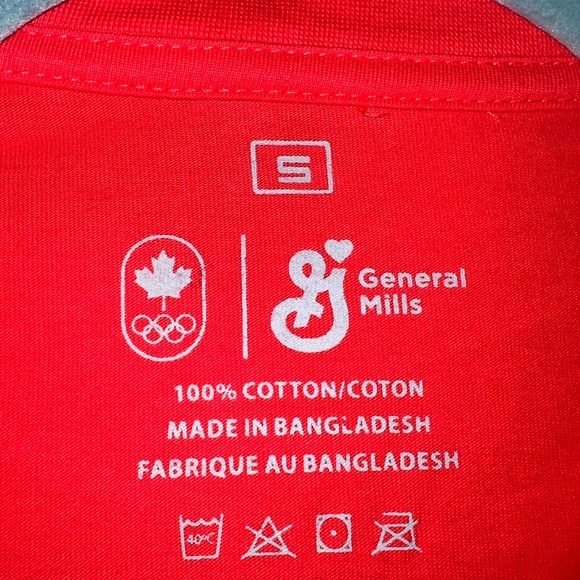 S
General
Mills
100% COTTON/COTON
MADE IN BANGLADESH
FABRIQUE AU BANGLADESH
40°C